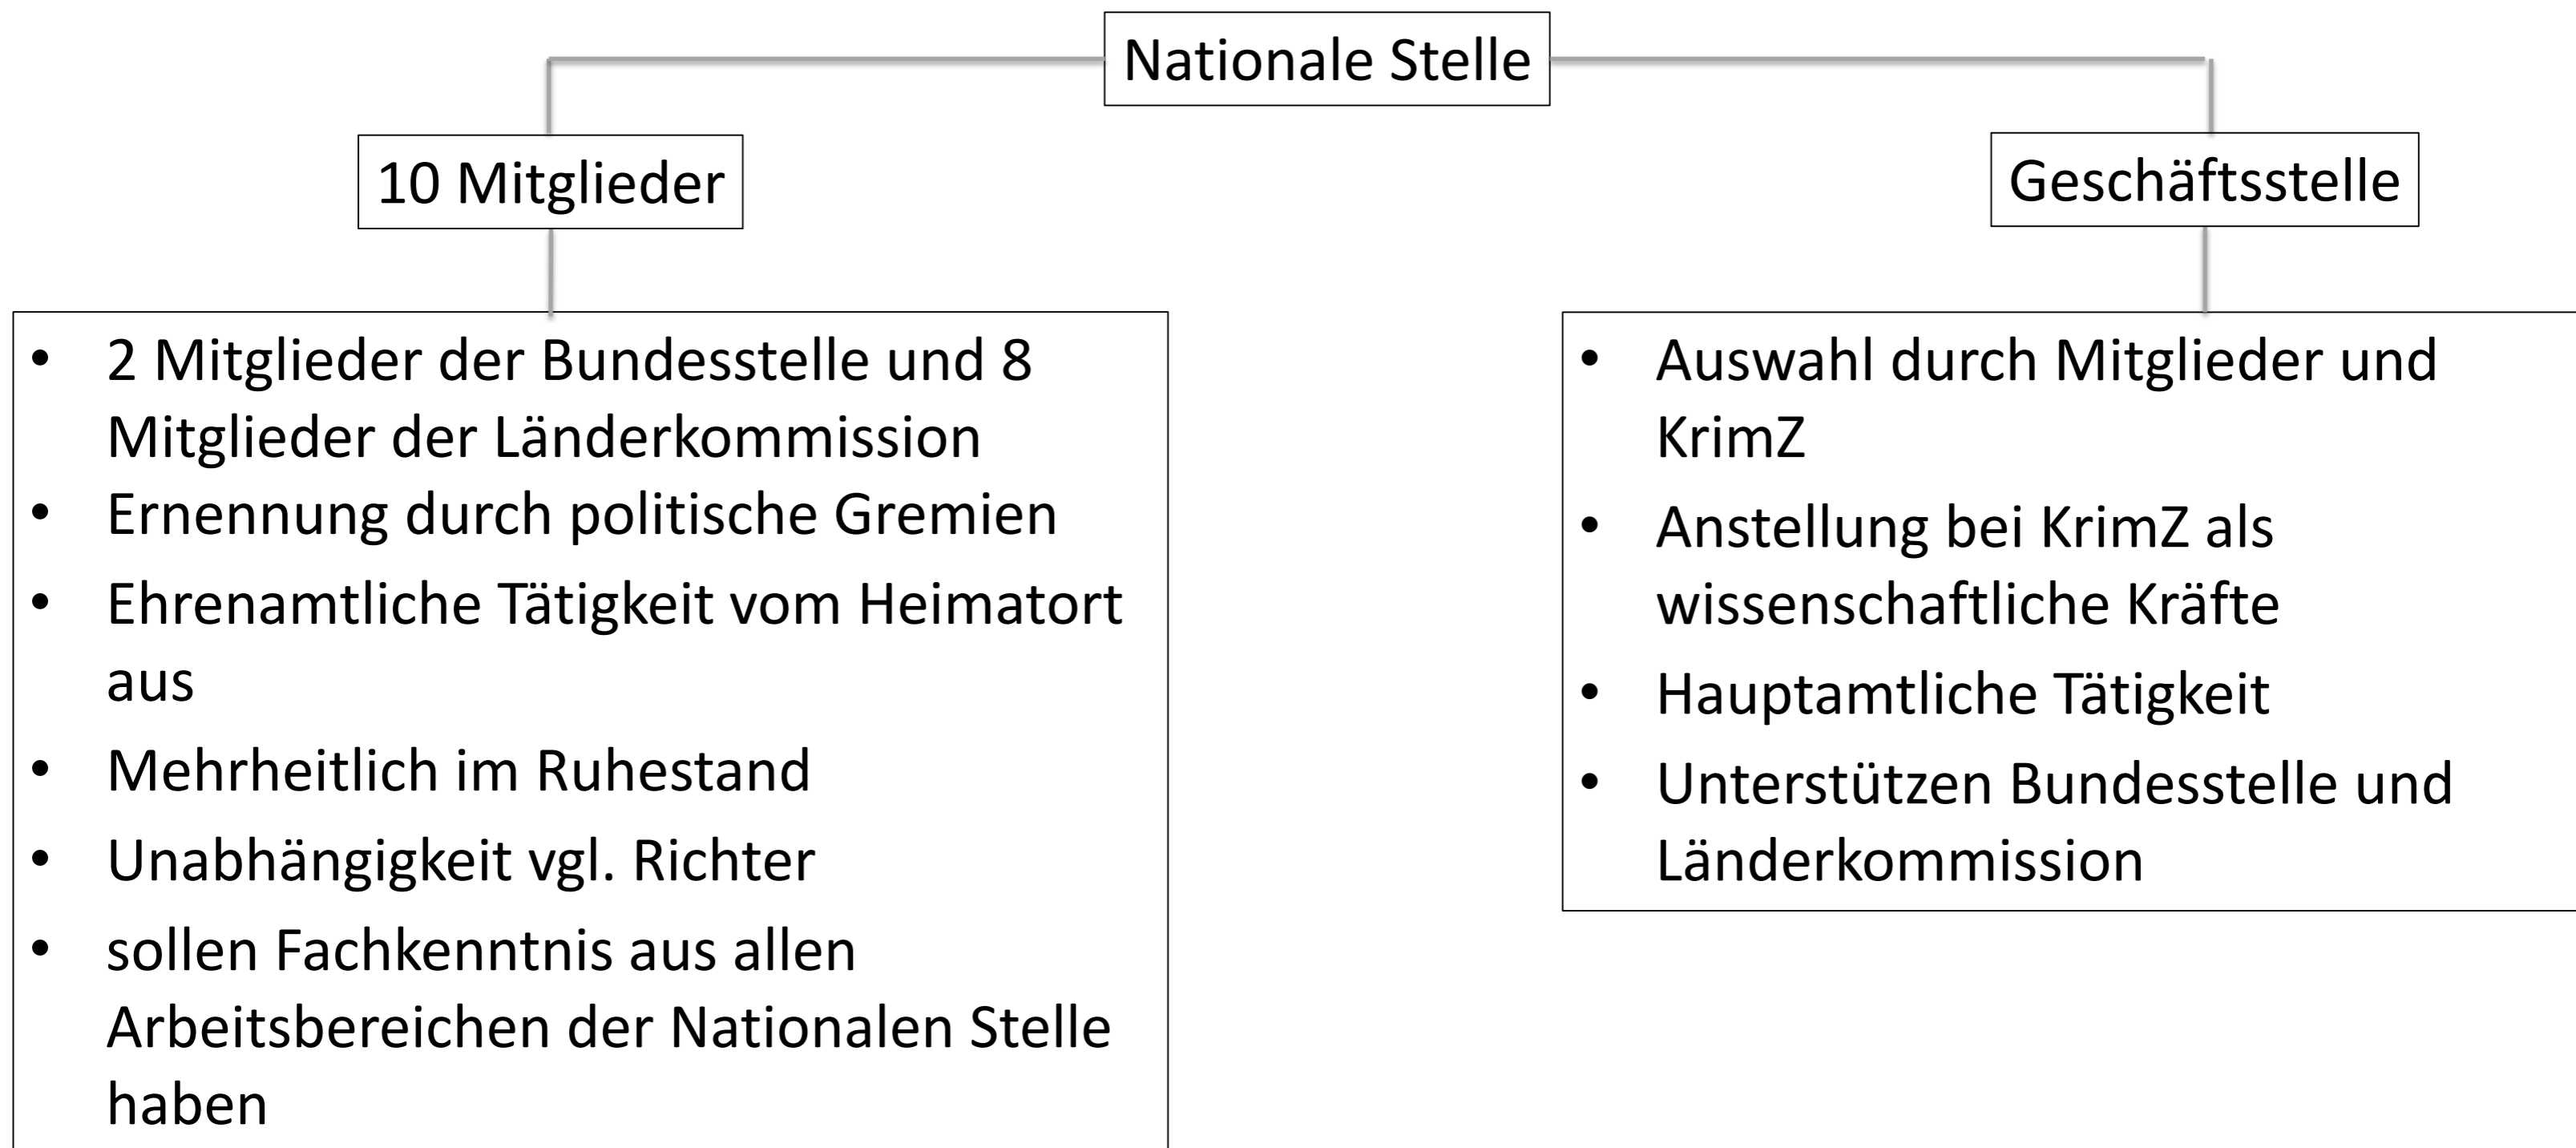 Nationale Stelle
10 Mitglieder
Geschäftsstelle
• 2 Mitglieder der Bundesstelle und 8
Mitglieder der Länderkommission
• Ernennung durch politische Gremien
• Ehrenamtliche Tätigkeit vom Heimatort
aus
• Mehrheitlich im Ruhestand
• Unabhängigkeit vgl. Richter
• sollen Fachkenntnis aus allen
Arbeitsbereichen der Nationalen Stelle
haben
• Auswahl durch Mitglieder und
KrimZ
• Anstellung bei KrimZ als
wissenschaftliche Kräfte
• Hauptamtliche Tätigkeit
• Unterstützen Bundesstelle und
Länderkommission